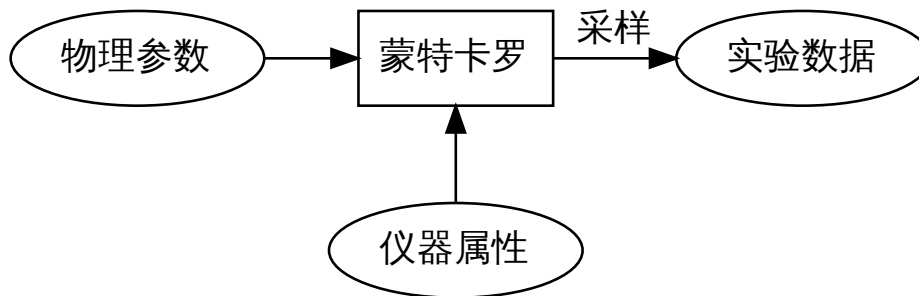 物理参数
蒙特卡罗
采样
实验数据
仪器属性